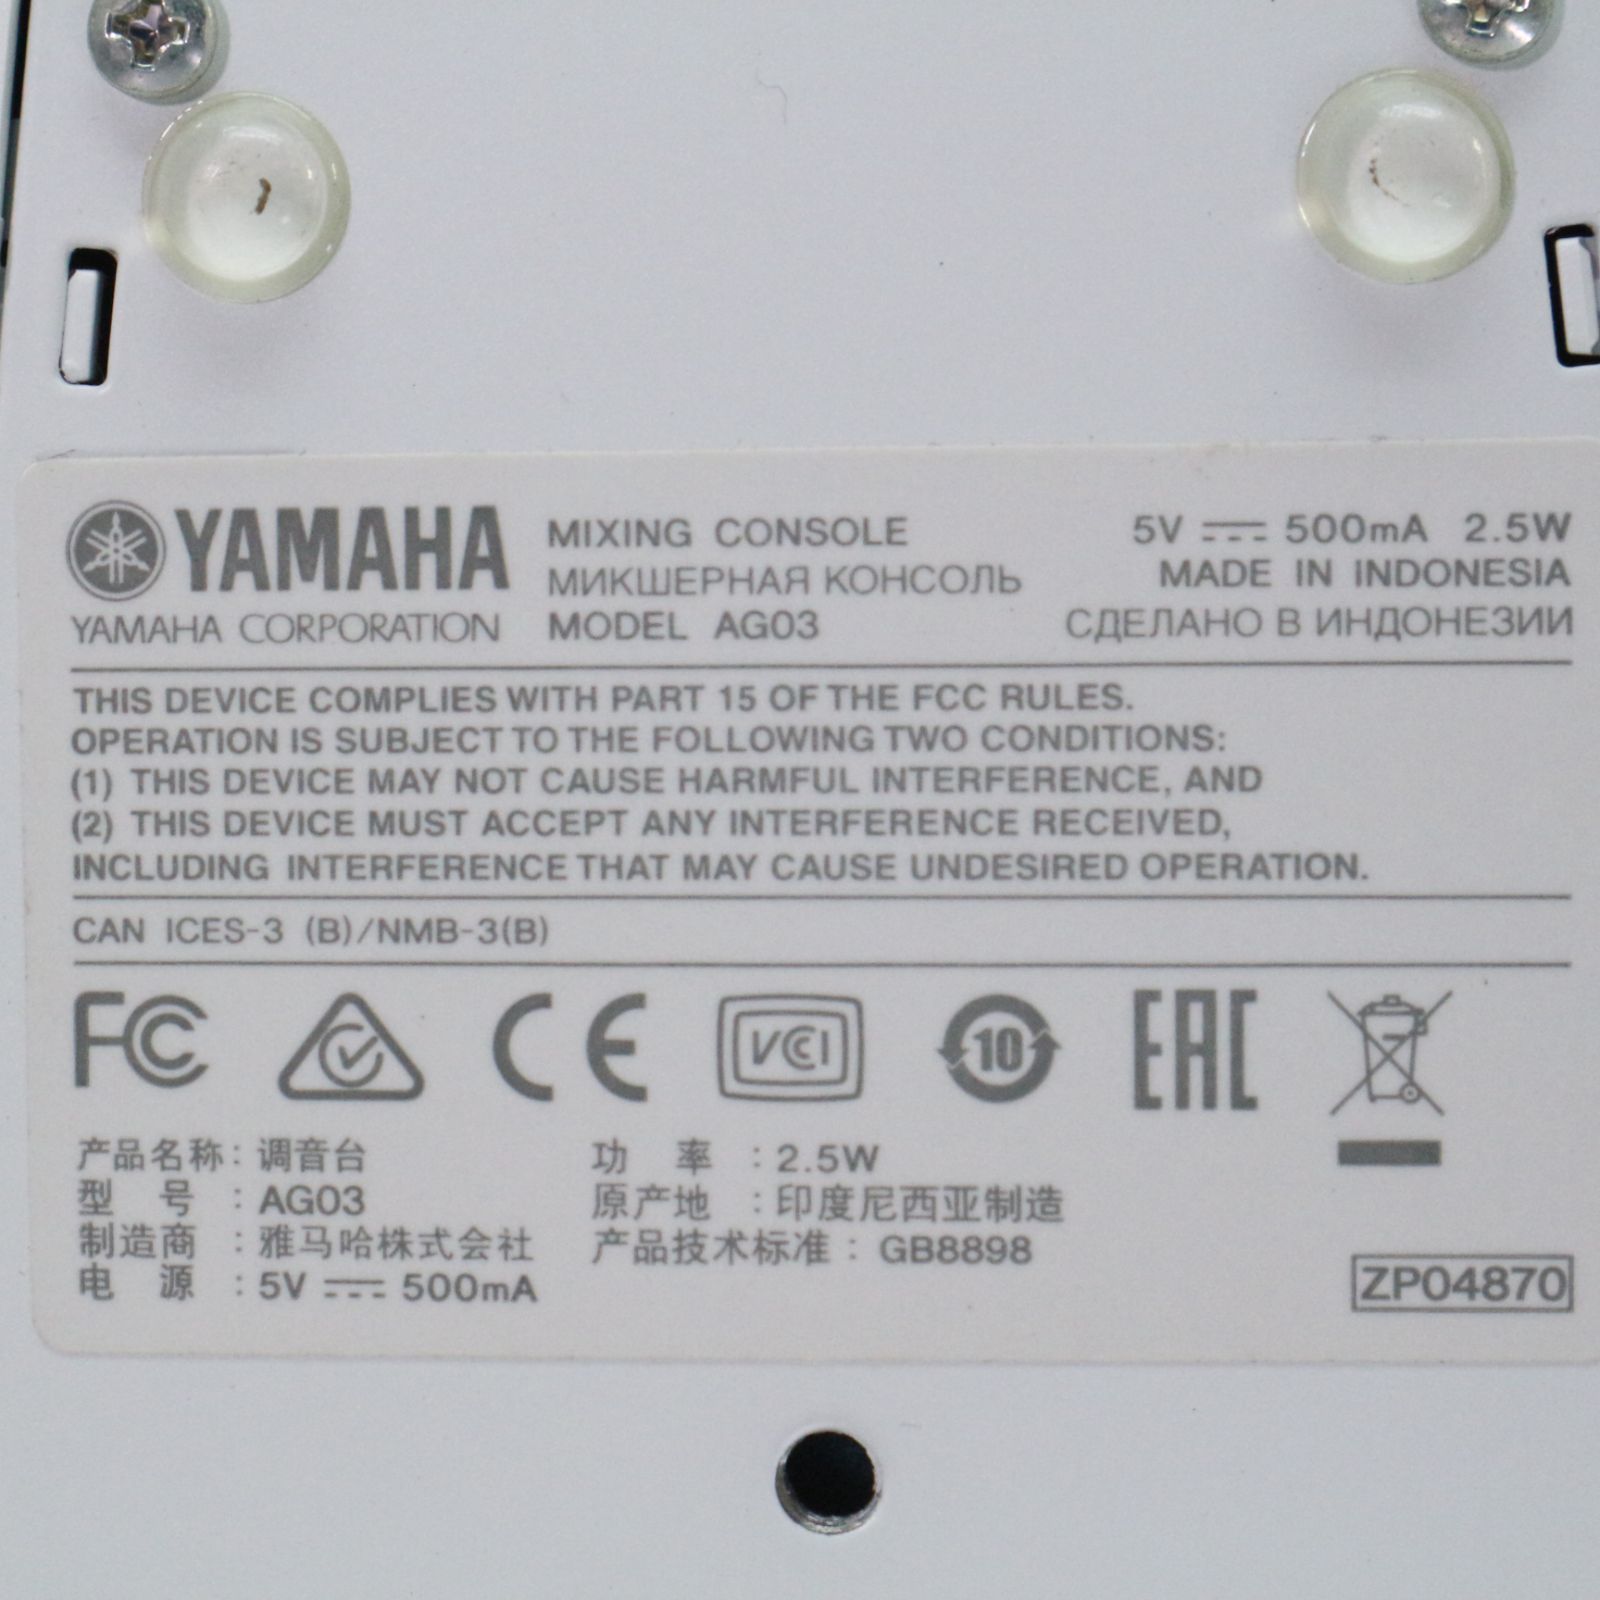 YAMAHA
YAMAHA CORPORATION
MIXING CONSOLE
МИКШЕРНАЯ КОНСОЛЬ
MODEL AG03
5V ⎓ 500mA 2.5W
MADE IN INDONESIA
СДЕЛАНО В ИНДОНЕЗИИ
THIS DEVICE COMPLIES WITH PART 15 OF THE FCC RULES.
OPERATION IS SUBJECT TO THE FOLLOWING TWO CONDITIONS:
(1) THIS DEVICE MAY NOT CAUSE HARMFUL INTERFERENCE, AND
(2) THIS DEVICE MUST ACCEPT ANY INTERFERENCE RECEIVED,
INCLUDING INTERFERENCE THAT MAY CAUSE UNDESIRED OPERATION.
CAN ICES-3 (B)/NMB-3(B)
FC CE VCCI 10 EAC
产品名称：调音台
型 号：AG03
制造商：雅马哈株式会社
电 源：5V ⎓ 500mA
功 率：2.5W
原产地：印度尼西亚制造
产品技术标准：GB8898
ZP04870